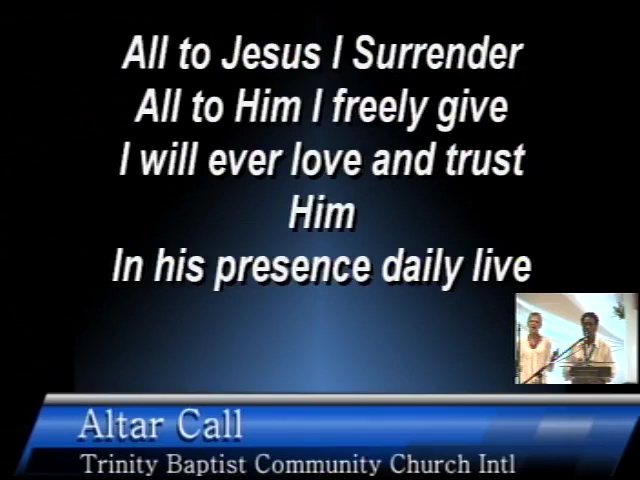 All to Jesus I Surrender
All to Him I freely give
I will ever love and trust
Him
In his presence daily live
Altar Call
Trinity Baptist Community Church Intl